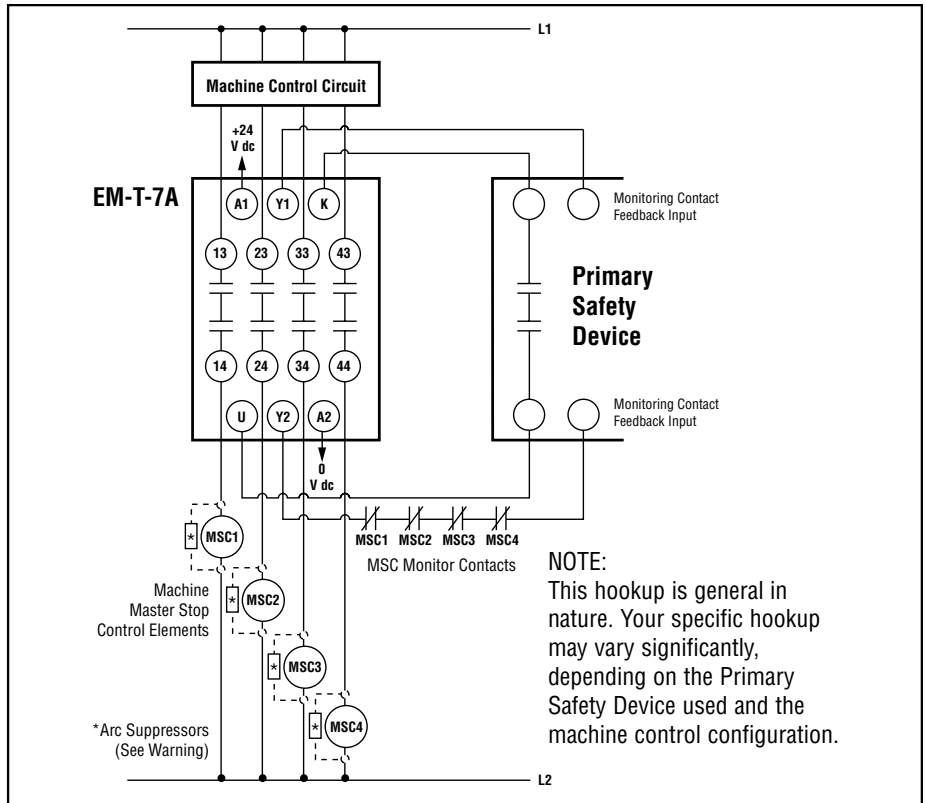 L1
Machine Control Circuit
+24
V dc
EM-T-7A
A1
Y1
K
Monitoring Contact
Feedback Input
13
23
33
43
Primary
Safety
Device
14
24
34
44
Monitoring Contact
Feedback Input
U
Y2
A2
0
V dc
*
MSC1
MSC1
MSC2
MSC3
MSC4
MSC Monitor Contacts
NOTE:
This hookup is general in
nature. Your specific hookup
may vary significantly,
depending on the Primary
Safety Device used and the
machine control configuration.
Machine
Master Stop
Control Elements
*
MSC2
*
MSC3
*
MSC4
*Arc Suppressors
(See Warning)
L2